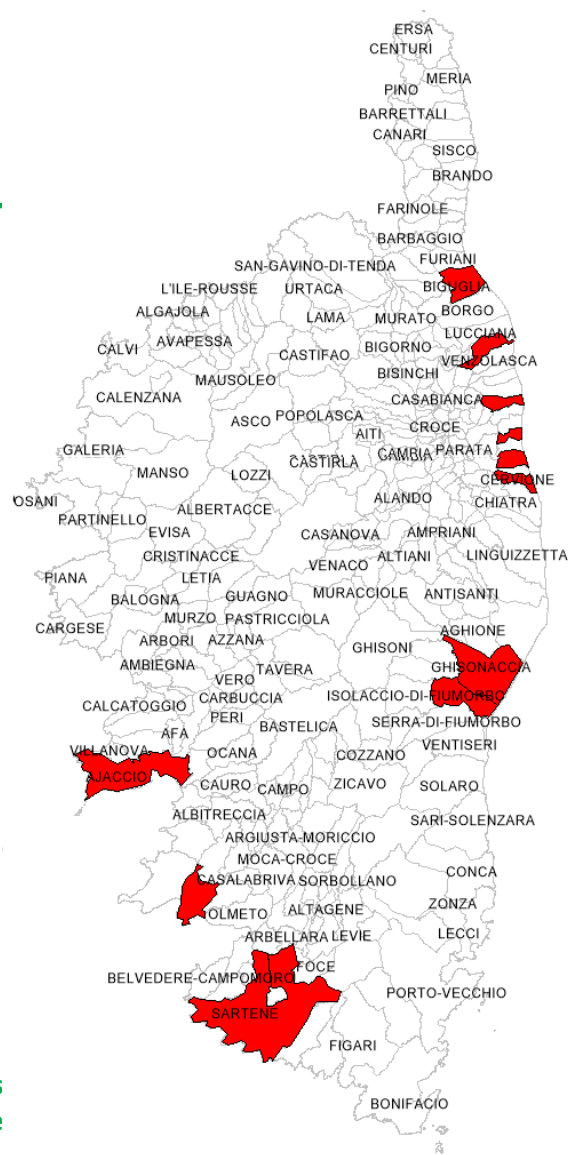 ERSA
CENTURI
MERIA
PINO
BARRETTALI
CANARI
SISCO
BRANDO
FARINOLE
BARBAGGIO
FURIANI
SAN-GAVINO-DI-TENDA
BIGUGLIA
L'ILE-ROUSSE
URTACA
ALGAJOLA
LAMA
MURATO
BORGO
LUCCIANA
CALVI
AVAPESSA
CASTIFAO
BIGORNO
VENZOLASCA
BISINCHI
MAUSOLEO
CALENZANA
CASABIANCA
ASCO
POPOLASCA
AITI
CROCE
GALERIA
CASTIRLA
CAMBIA
PARATA
MANSO
LOZZI
CERVIONE
OSANI
ALANDO
CHIATRA
ALBERTACCE
PARTINELLO
EVISA
CASANOVA
AMPRIANI
CRISTINACCE
ALTIANI
LINGUIZZETTA
VENACO
PIANA
LETIA
BALOGNA
GUAGNO
MURACCIOLE
ANTISANTI
MURZO
PASTRICCIOLA
CARGESE
ARBORI
AZZANA
AGHIONE
GHISONI
AMBIEGNA
TAVERA
GHISONACCIA
VERO
CALCATOGGIO
CARBUCCIA
ISOLACCIO-DI-FIUMORBO
PERI
BASTELICA
SERRA-DI-FIUMORBO
AFA
VILLANOVA
OCANA
COZZANO
VENTISERI
AJACCIO
CAURO
CAMPO
ZICAVO
SOLARO
ALBITRECCIA
SARI-SOLENZARA
ARGIUSTA-MORICCIO
MOCA-CROCE
CONCA
CASALABRIVA
SORBOLLANO
ZONZA
OLMETO
ALTAGENE
LECCI
ARBELLARA
LEVIE
FOCE
BELVEDERE-CAMPOMORO
PORTO-VECCHIO
SARTENE
FIGARI
s
e
BONIFACIO